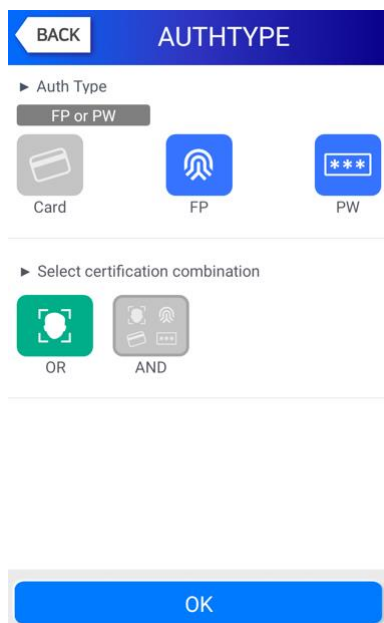 BACK
AUTHTYPE
► Auth Type
FP or PW
***
Card FP PW
► Select certification combination
***
OR AND
OK